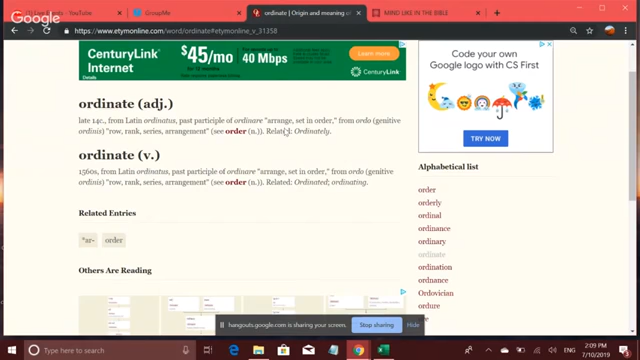 (1) Live Events - YouTube
GroupMe
ordinate | Origin and meaning of
MIND LIKE IN THE BIBLE
Google
https://www.etymonline.com/word/ordinate#etymonline_v_31358
CenturyLink
Internet
Details
$45/mo
40 Mbps
Learn more
CenturyLink
ordinate (adj.)
late 14c., from Latin ordinatus, past participle of ordinare "arrange, set in order," from ordo (genitive
ordinis) "row, rank, series, arrangement" (see order (n.)). Related: Ordinately.
ordinate (v.)
1560s, from Latin ordinatus, past participle of ordinare "arrange, set in order," from ordo (genitive
ordinis) "row, rank, series, arrangement" (see order (n.)). Related: Ordinated; ordinating.
Related Entries
*ar-
order
Others Are Reading
Code your own
Google logo with
CS First
TRY NOW
Alphabetical list
order
orderly
ordinal
ordinance
ordinary
ordinate
ordination
ordnance
Ordovician
ordure
hangouts.google.com is sharing your screen.
Stop sharing
Hide
Type here to search
ENG
2:09 PM
7/10/2019